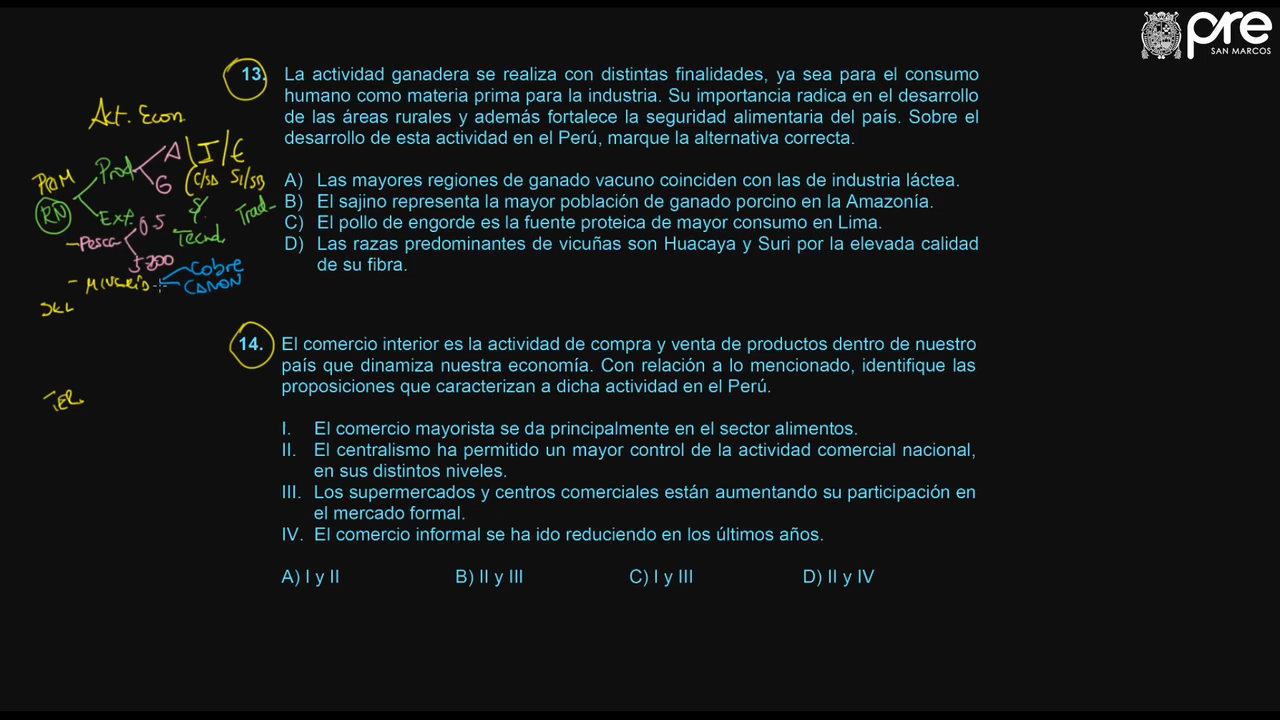 pre
SAN MARCOS
13. La actividad ganadera se realiza con distintas finalidades, ya sea para el consumo
humano como materia prima para la industria. Su importancia radica en el desarrollo
de las áreas rurales y además fortalece la seguridad alimentaria del país. Sobre el
desarrollo de esta actividad en el Perú, marque la alternativa correcta.
A) Las mayores regiones de ganado vacuno coinciden con las de industria láctea.
B) El sajino representa la mayor población de ganado porcino en la Amazonía.
C) El pollo de engorde es la fuente proteica de mayor consumo en Lima.
D) Las razas predominantes de vicuñas son Huacaya y Suri por la elevada calidad
de su fibra.
Act. Econ
Prod A I/E
G
RN
Exp.
0.5
Trad
Pesca
Tecnol
5-200
Cobre
CANON
14. El comercio interior es la actividad de compra y venta de productos dentro de nuestro
país que dinamiza nuestra economía. Con relación a lo mencionado, identifique las
proposiciones que caracterizan a dicha actividad en el Perú.
I. El comercio mayorista se da principalmente en el sector alimentos.
II. El centralismo ha permitido un mayor control de la actividad comercial nacional,
en sus distintos niveles.
III. Los supermercados y centros comerciales están aumentando su participación en
el mercado formal.
IV. El comercio informal se ha ido reduciendo en los últimos años.
A) I y II B) II y III C) I y III D) II y IV